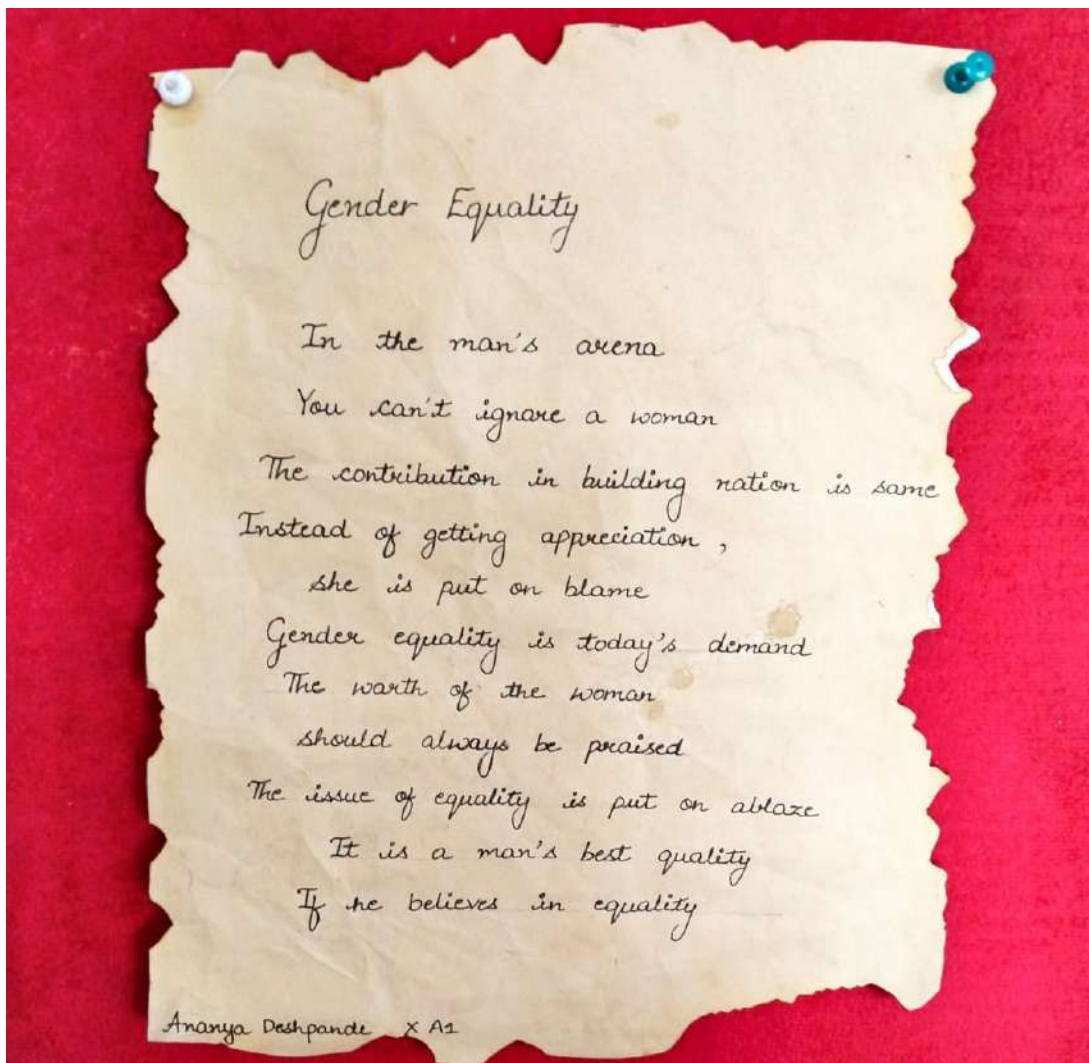 Gender Equality
In the man's arena
You can't ignore a woman
The contribution in building nation is same
Instead of getting appreciation ,
she is put on blame
Gender equality is today's demand
The worth of the woman
should always be praised
The issue of equality is put on ablaze
It is a man's best quality
If he believes in equality
Ananya Deshpande X A1